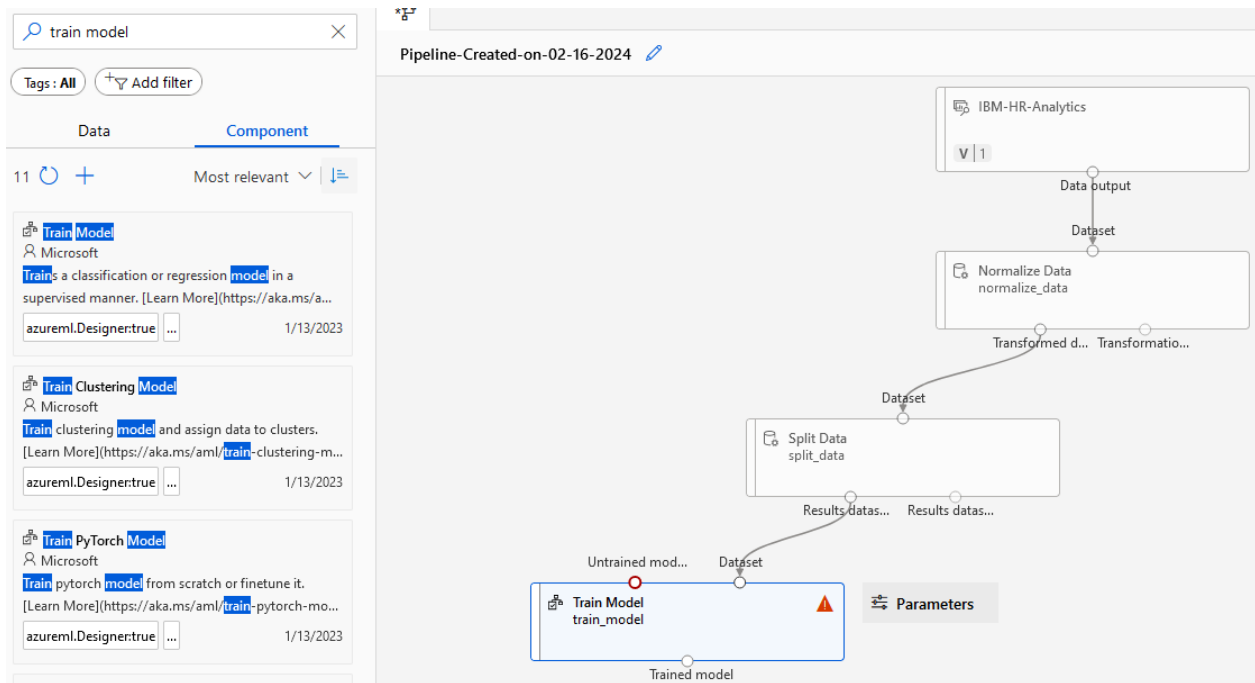 train model
Tags : All
Add filter
Data
Component
11
Most relevant
Train Model
Microsoft
Trains a classification or regression model in a
supervised manner. [Learn More](https://aka.ms/a...
azureml.Designer:true
...
1/13/2023
Train Clustering Model
Microsoft
Train clustering model and assign data to clusters.
[Learn More](https://aka.ms/aml/train-clustering-m...
azureml.Designer:true
...
1/13/2023
Train PyTorch Model
Microsoft
Train pytorch model from scratch or finetune it.
[Learn More](https://aka.ms/aml/train-pytorch-mo...
azureml.Designer:true
...
1/13/2023
Pipeline-Created-on-02-16-2024
IBM-HR-Analytics
V | 1
Data output
Dataset
Normalize Data
normalize_data
Transformed d...
Transformatio...
Dataset
Split Data
split_data
Results datas...
Results datas...
Untrained mod...
Dataset
Train Model
train_model
Parameters
Trained model